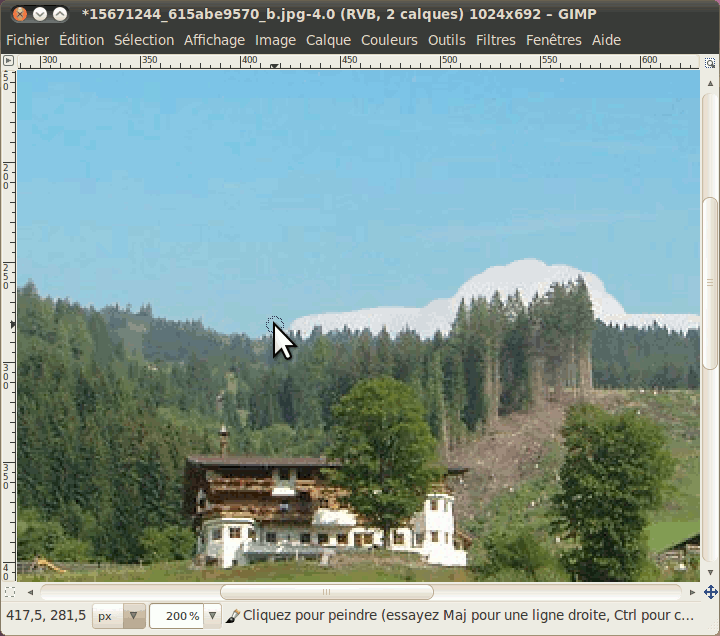 *15671244_615abe9570_b.jpg-4.0 (RVB, 2 calques) 1024x692 – GIMP
Fichier Édition Sélection Affichage Image Calque Couleurs Outils Filtres Fenêtres Aide
300 350 400 450 500 550 600
50
200
250
300
350
40
417,5, 281,5 px 200 % Cliquez pour peindre (essayez Maj pour une ligne droite, Ctrl pour c...